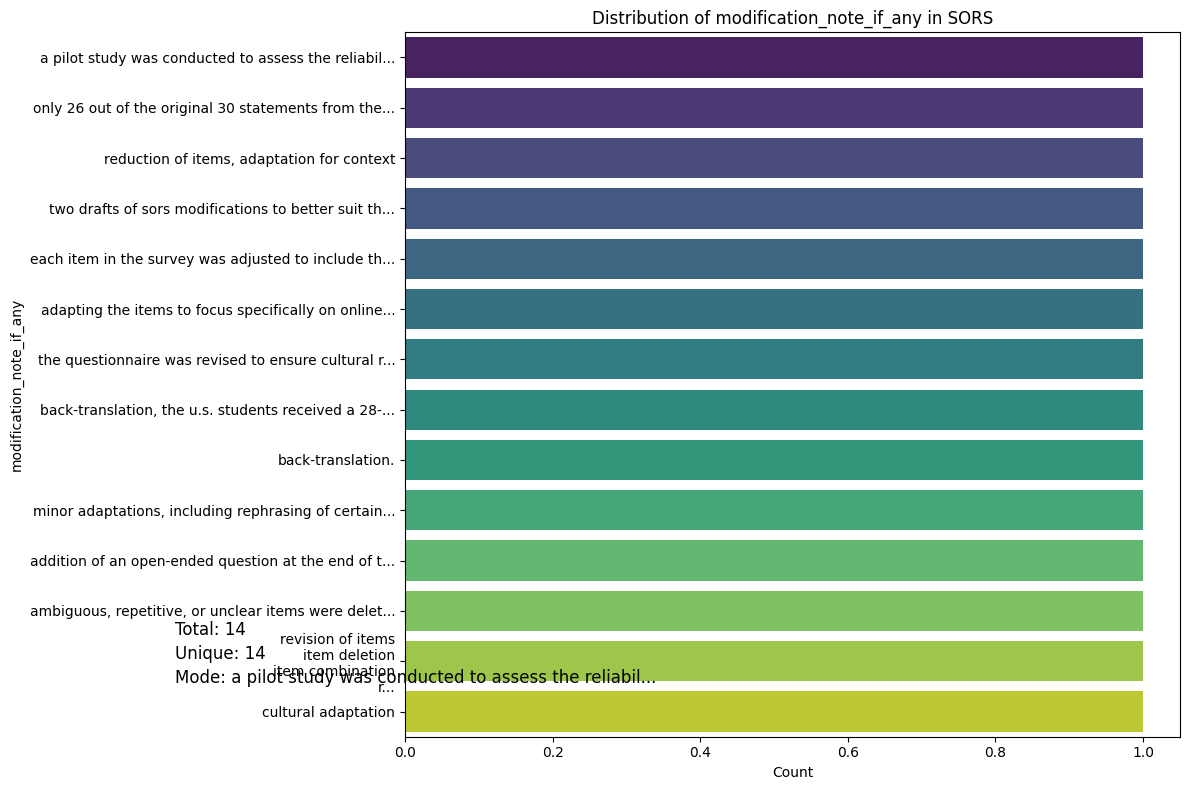 Distribution of modification_note_if_any in SORS
a pilot study was conducted to assess the reliabil...
only 26 out of the original 30 statements from the...
reduction of items, adaptation for context
two drafts of sors modifications to better suit th...
each item in the survey was adjusted to include th...
adapting the items to focus specifically on online...
the questionnaire was revised to ensure cultural r...
back-translation, the u.s. students received a 28-...
back-translation.
minor adaptations, including rephrasing of certain...
addition of an open-ended question at the end of t...
ambiguous, repetitive, or unclear items were delet...
revision of items
item deletion
item combination
r...
cultural adaptation
modification_note_if_any
Total: 14
Unique: 14
Mode: a pilot study was conducted to assess the reliabil...
0.0 0.2 0.4 0.6 0.8 1.0
Count